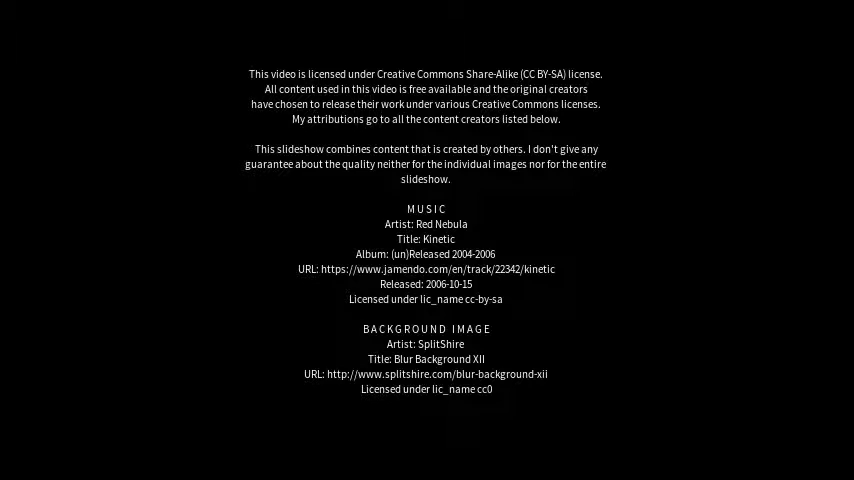 This video is licensed under Creative Commons Share-Alike (CC BY-SA) license.
All content used in this video is free available and the original creators
have chosen to release their work under various Creative Commons licenses.
My attributions go to all the content creators listed below.
This slideshow combines content that is created by others. I don't give any
guarantee about the quality neither for the individual images nor for the entire
slideshow.
MUSIC
Artist: Red Nebula
Title: Kinetic
Album: (un)Released 2004-2006
URL: https://www.jamendo.com/en/track/22342/kinetic
Released: 2006-10-15
Licensed under lic_name cc-by-sa
BACKGROUND IMAGE
Artist: SplitShire
Title: Blur Background XII
URL: http://www.splitshire.com/blur-background-xii
Licensed under lic_name cc0